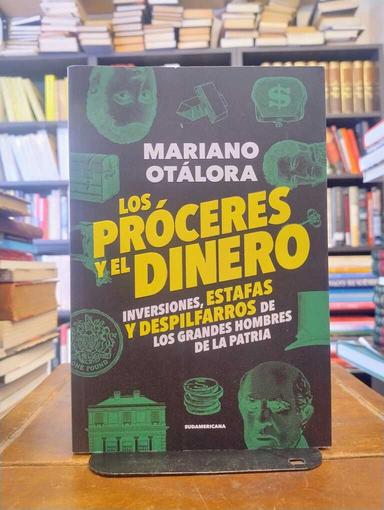 MARIANO
OTÁLORA
LOS
PRÓCERES
Y EL DINERO
INVERSIONES, ESTAFAS
Y DESPILFARROS DE
LOS GRANDES HOMBRES
DE LA PATRIA
ONE POUND
SUDAMERICANA